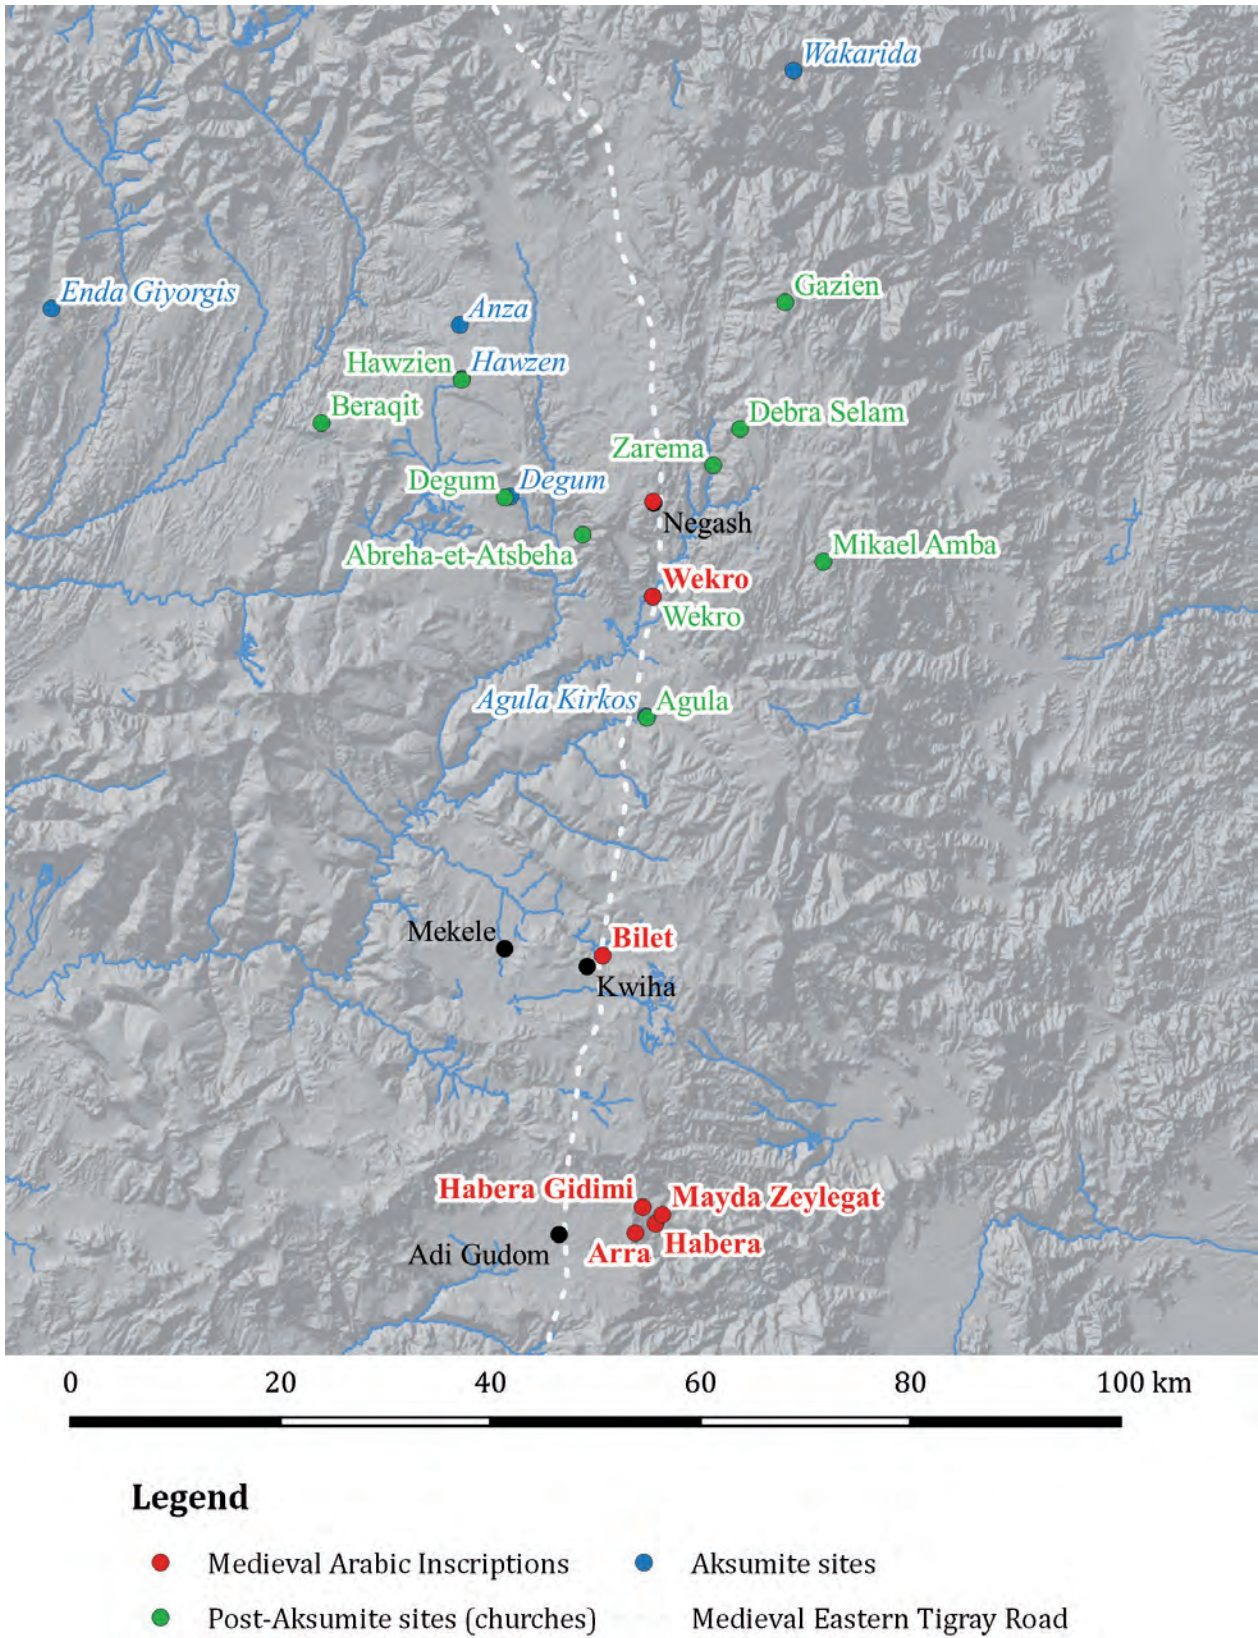 Wakarida
Enda Giyorgis
Gazien
Anza
Hawzien
Hawzen
Beraqit
Debra Selam
Zarema
Degum
Degum
Negash
Abreha-et-Atsbeha
Mikael Amba
Wekro
Wekro
Agula Kirkos
Agula
Mekele
Bilet
Kwiha
Habera Gidimi
Mayda Zeylegat
Adi Gudom
Arra
Habera
0 20 40 60 80 100 km
Legend
Medieval Arabic Inscriptions
Aksumite sites
Post-Aksumite sites (churches)
Medieval Eastern Tigray Road